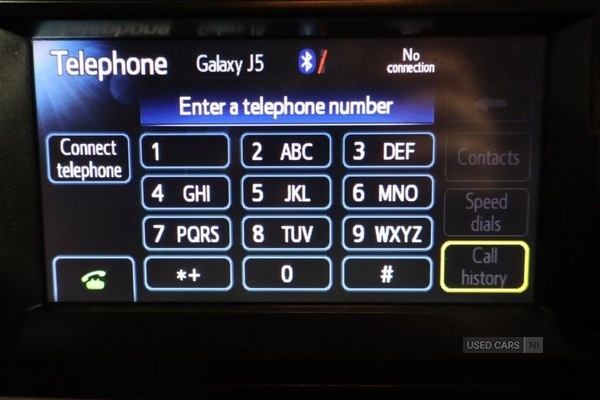 Telephone
Galaxy J5
No
connection
Enter a telephone number
Connect
telephone
1
2 ABC
3 DEF
Contacts
4 GHI
5 JKL
6 MNO
Speed
dials
7 PQRS
8 TUV
9 WXYZ
Call
history
*+
0
#
USED CARS NI